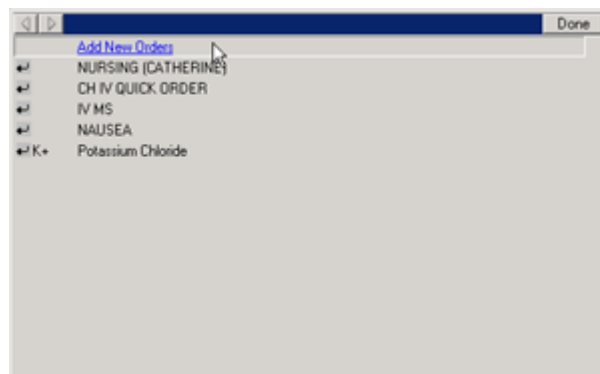 Done
Add New Orders
NURSING (CATHERINE)
CH IV QUICK ORDER
IV MS
NAUSEA
K+ Potassium Chloride